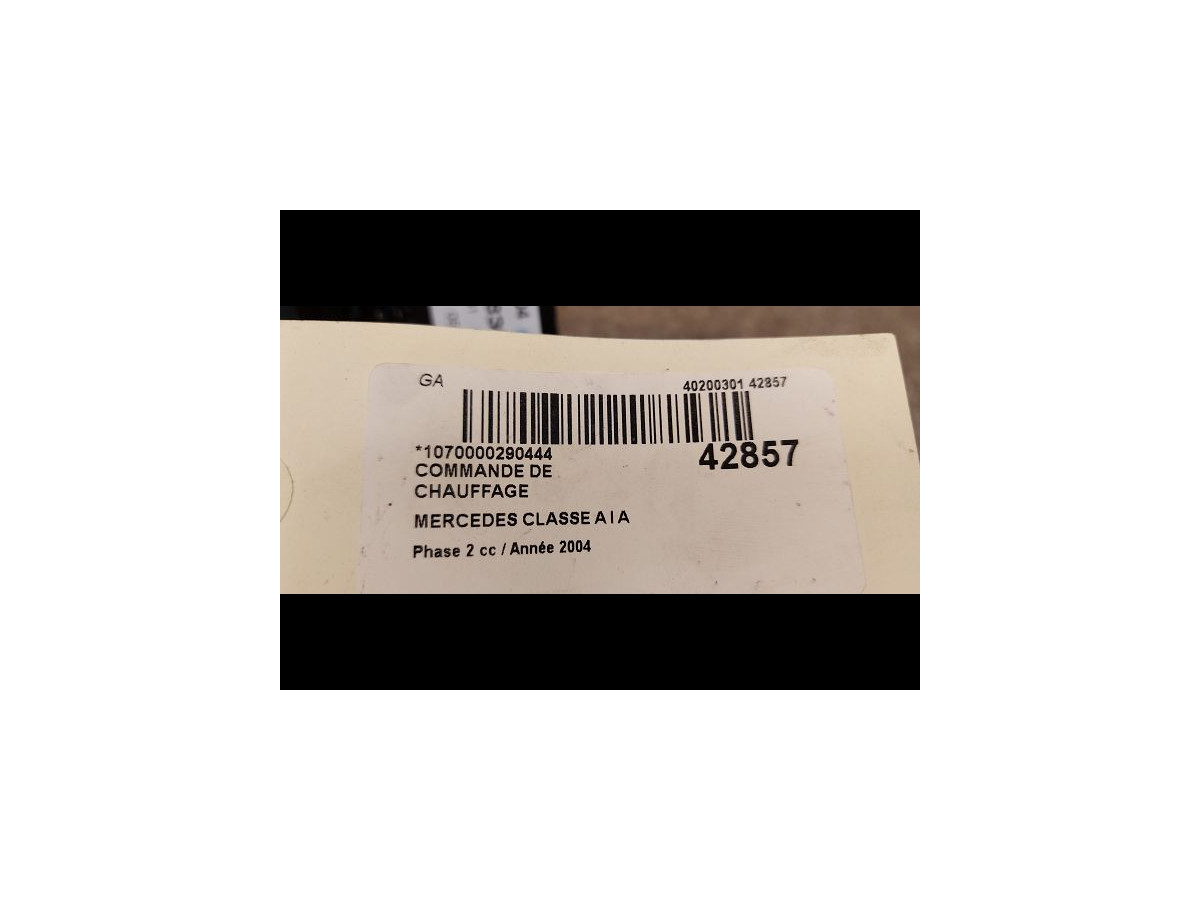 GA
40200301 42857
*1070000290444
42857
COMMANDE DE
CHAUFFAGE
MERCEDES CLASSE A I A
Phase 2 cc / Année 2004